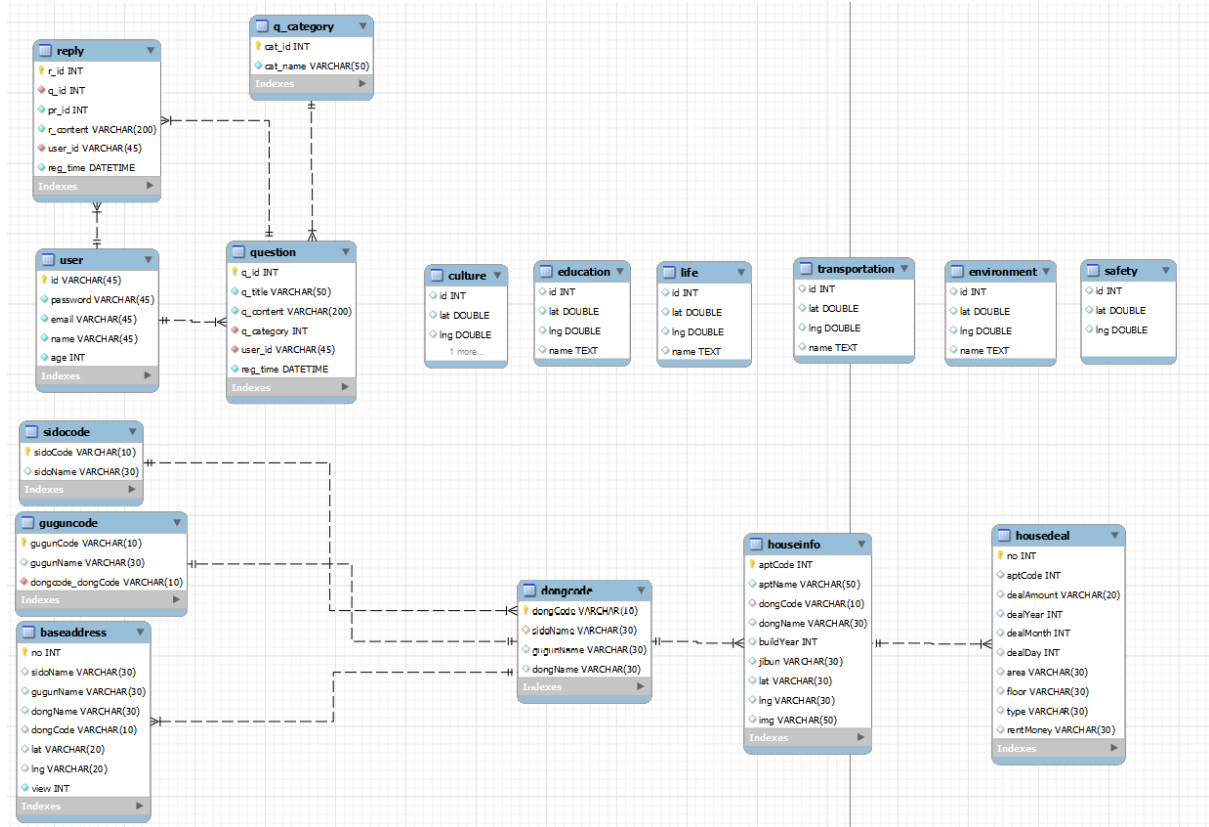 q_category
cat_id INT
cat_name VARCHAR(50)
Indexes
reply
r_id INT
q_id INT
pr_id INT
r_content VARCHAR(200)
user_id VARCHAR(45)
reg_time DATETIME
Indexes
user
id VARCHAR(45)
password VARCHAR(45)
email VARCHAR(45)
name VARCHAR(45)
age INT
Indexes
question
q_id INT
q_title VARCHAR(50)
q_content VARCHAR(200)
q_category INT
user_id VARCHAR(45)
reg_time DATETIME
Indexes
culture
id INT
lat DOUBLE
lng DOUBLE
1 more...
education
id INT
lat DOUBLE
lng DOUBLE
name TEXT
life
id INT
lat DOUBLE
lng DOUBLE
name TEXT
transportation
id INT
lat DOUBLE
lng DOUBLE
name TEXT
environment
id INT
lat DOUBLE
lng DOUBLE
name TEXT
safety
id INT
lat DOUBLE
lng DOUBLE
sidocode
sidoCode VARCHAR(10)
sidoName VARCHAR(30)
Indexes
guguncode
gugunCode VARCHAR(10)
gugunName VARCHAR(30)
dongcode_dongCode VARCHAR(10)
Indexes
baseaddress
no INT
sidoName VARCHAR(30)
gugunName VARCHAR(30)
dongName VARCHAR(30)
dongCode VARCHAR(10)
lat VARCHAR(20)
lng VARCHAR(20)
view INT
Indexes
dongcode
dongCode VARCHAR(10)
sidoName VARCHAR(30)
gugunName VARCHAR(30)
dongName VARCHAR(30)
Indexes
houseinfo
aptCode INT
aptName VARCHAR(50)
dongCode VARCHAR(10)
dongName VARCHAR(30)
buildYear INT
jibun VARCHAR(30)
lat VARCHAR(30)
lng VARCHAR(30)
img VARCHAR(50)
Indexes
housedeal
no INT
aptCode INT
dealAmount VARCHAR(20)
dealYear INT
dealMonth INT
dealDay INT
area VARCHAR(30)
floor VARCHAR(30)
type VARCHAR(30)
rentMoney VARCHAR(30)
Indexes